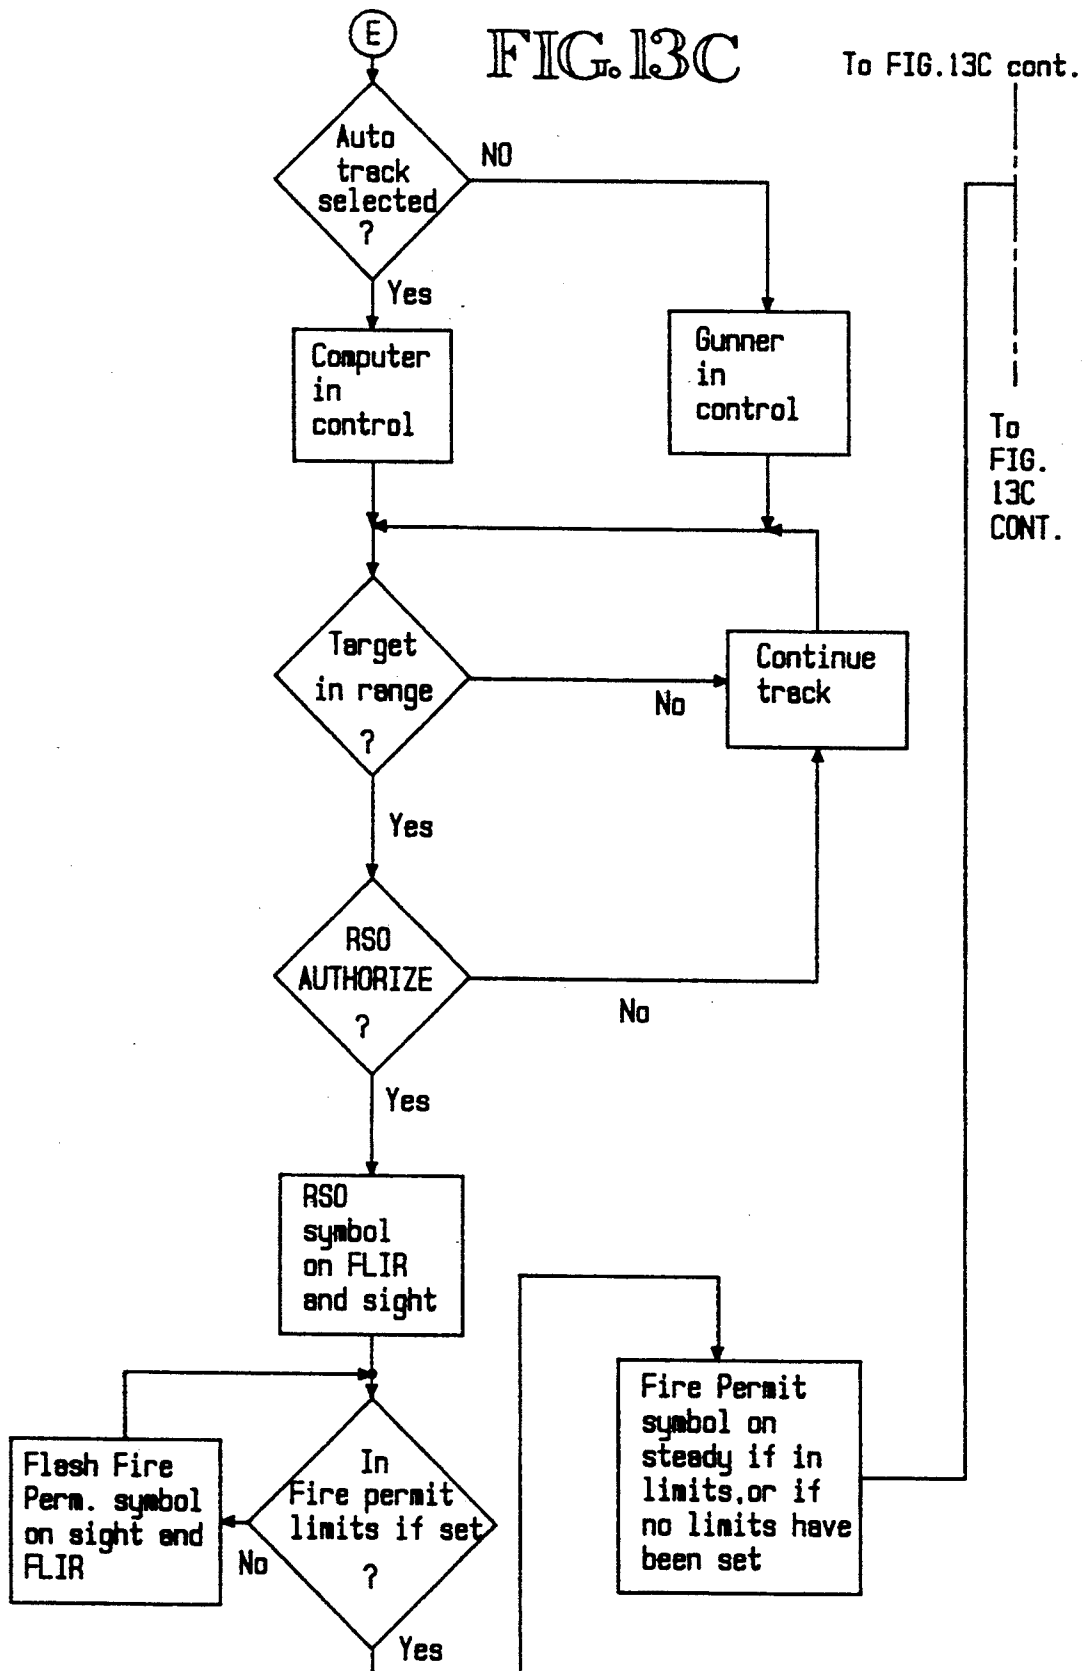 E
FIG.13C
To FIG.13C cont.
Auto
track
selected
?
NO
Yes
Computer
in
control
Gunner
in
control
To
FIG.
13C
CONT.
Target
in range
?
No
Continue
track
Yes
RSO
AUTHORIZE
?
No
Yes
RSO
symbol
on FLIR
and sight
Fire Permit
symbol on
steady if in
limits,or if
no limits have
been set
Flash Fire
Perm. symbol
on sight and
FLIR
In
Fire permit
limits if set
?
No
Yes